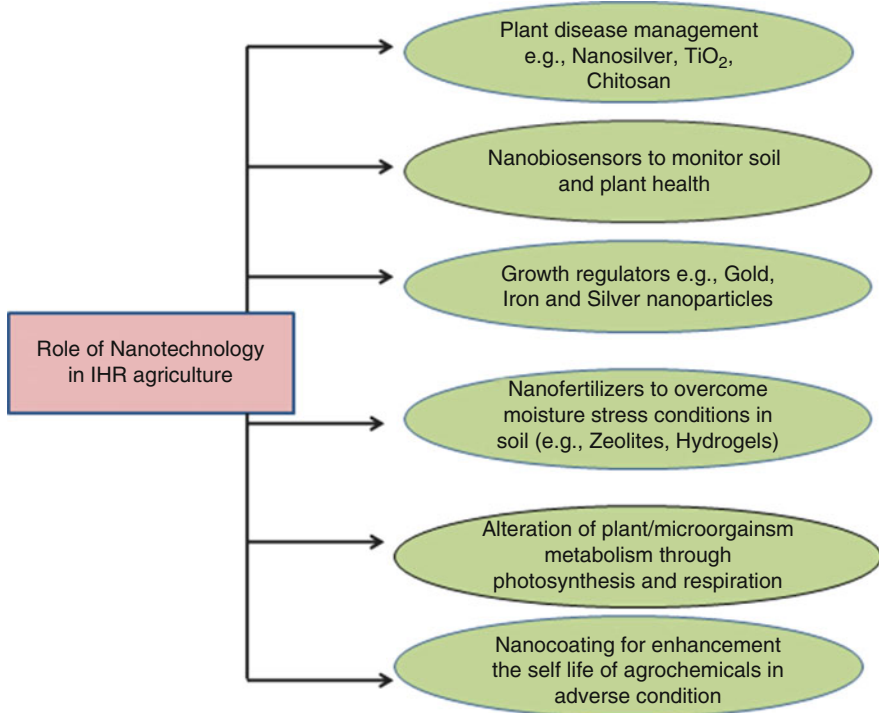 Plant disease management
e.g., Nanosilver, TiO₂,
Chitosan
Nanobiosensors to monitor soil
and plant health
Growth regulators e.g., Gold,
Iron and Silver nanoparticles
Role of Nanotechnology
in IHR agriculture
Nanofertilizers to overcome
moisture stress conditions in
soil (e.g., Zeolites, Hydrogels)
Alteration of plant/microorgainsm
metabolism through
photosynthesis and respiration
Nanocoating for enhancement
the self life of agrochemicals in
adverse condition